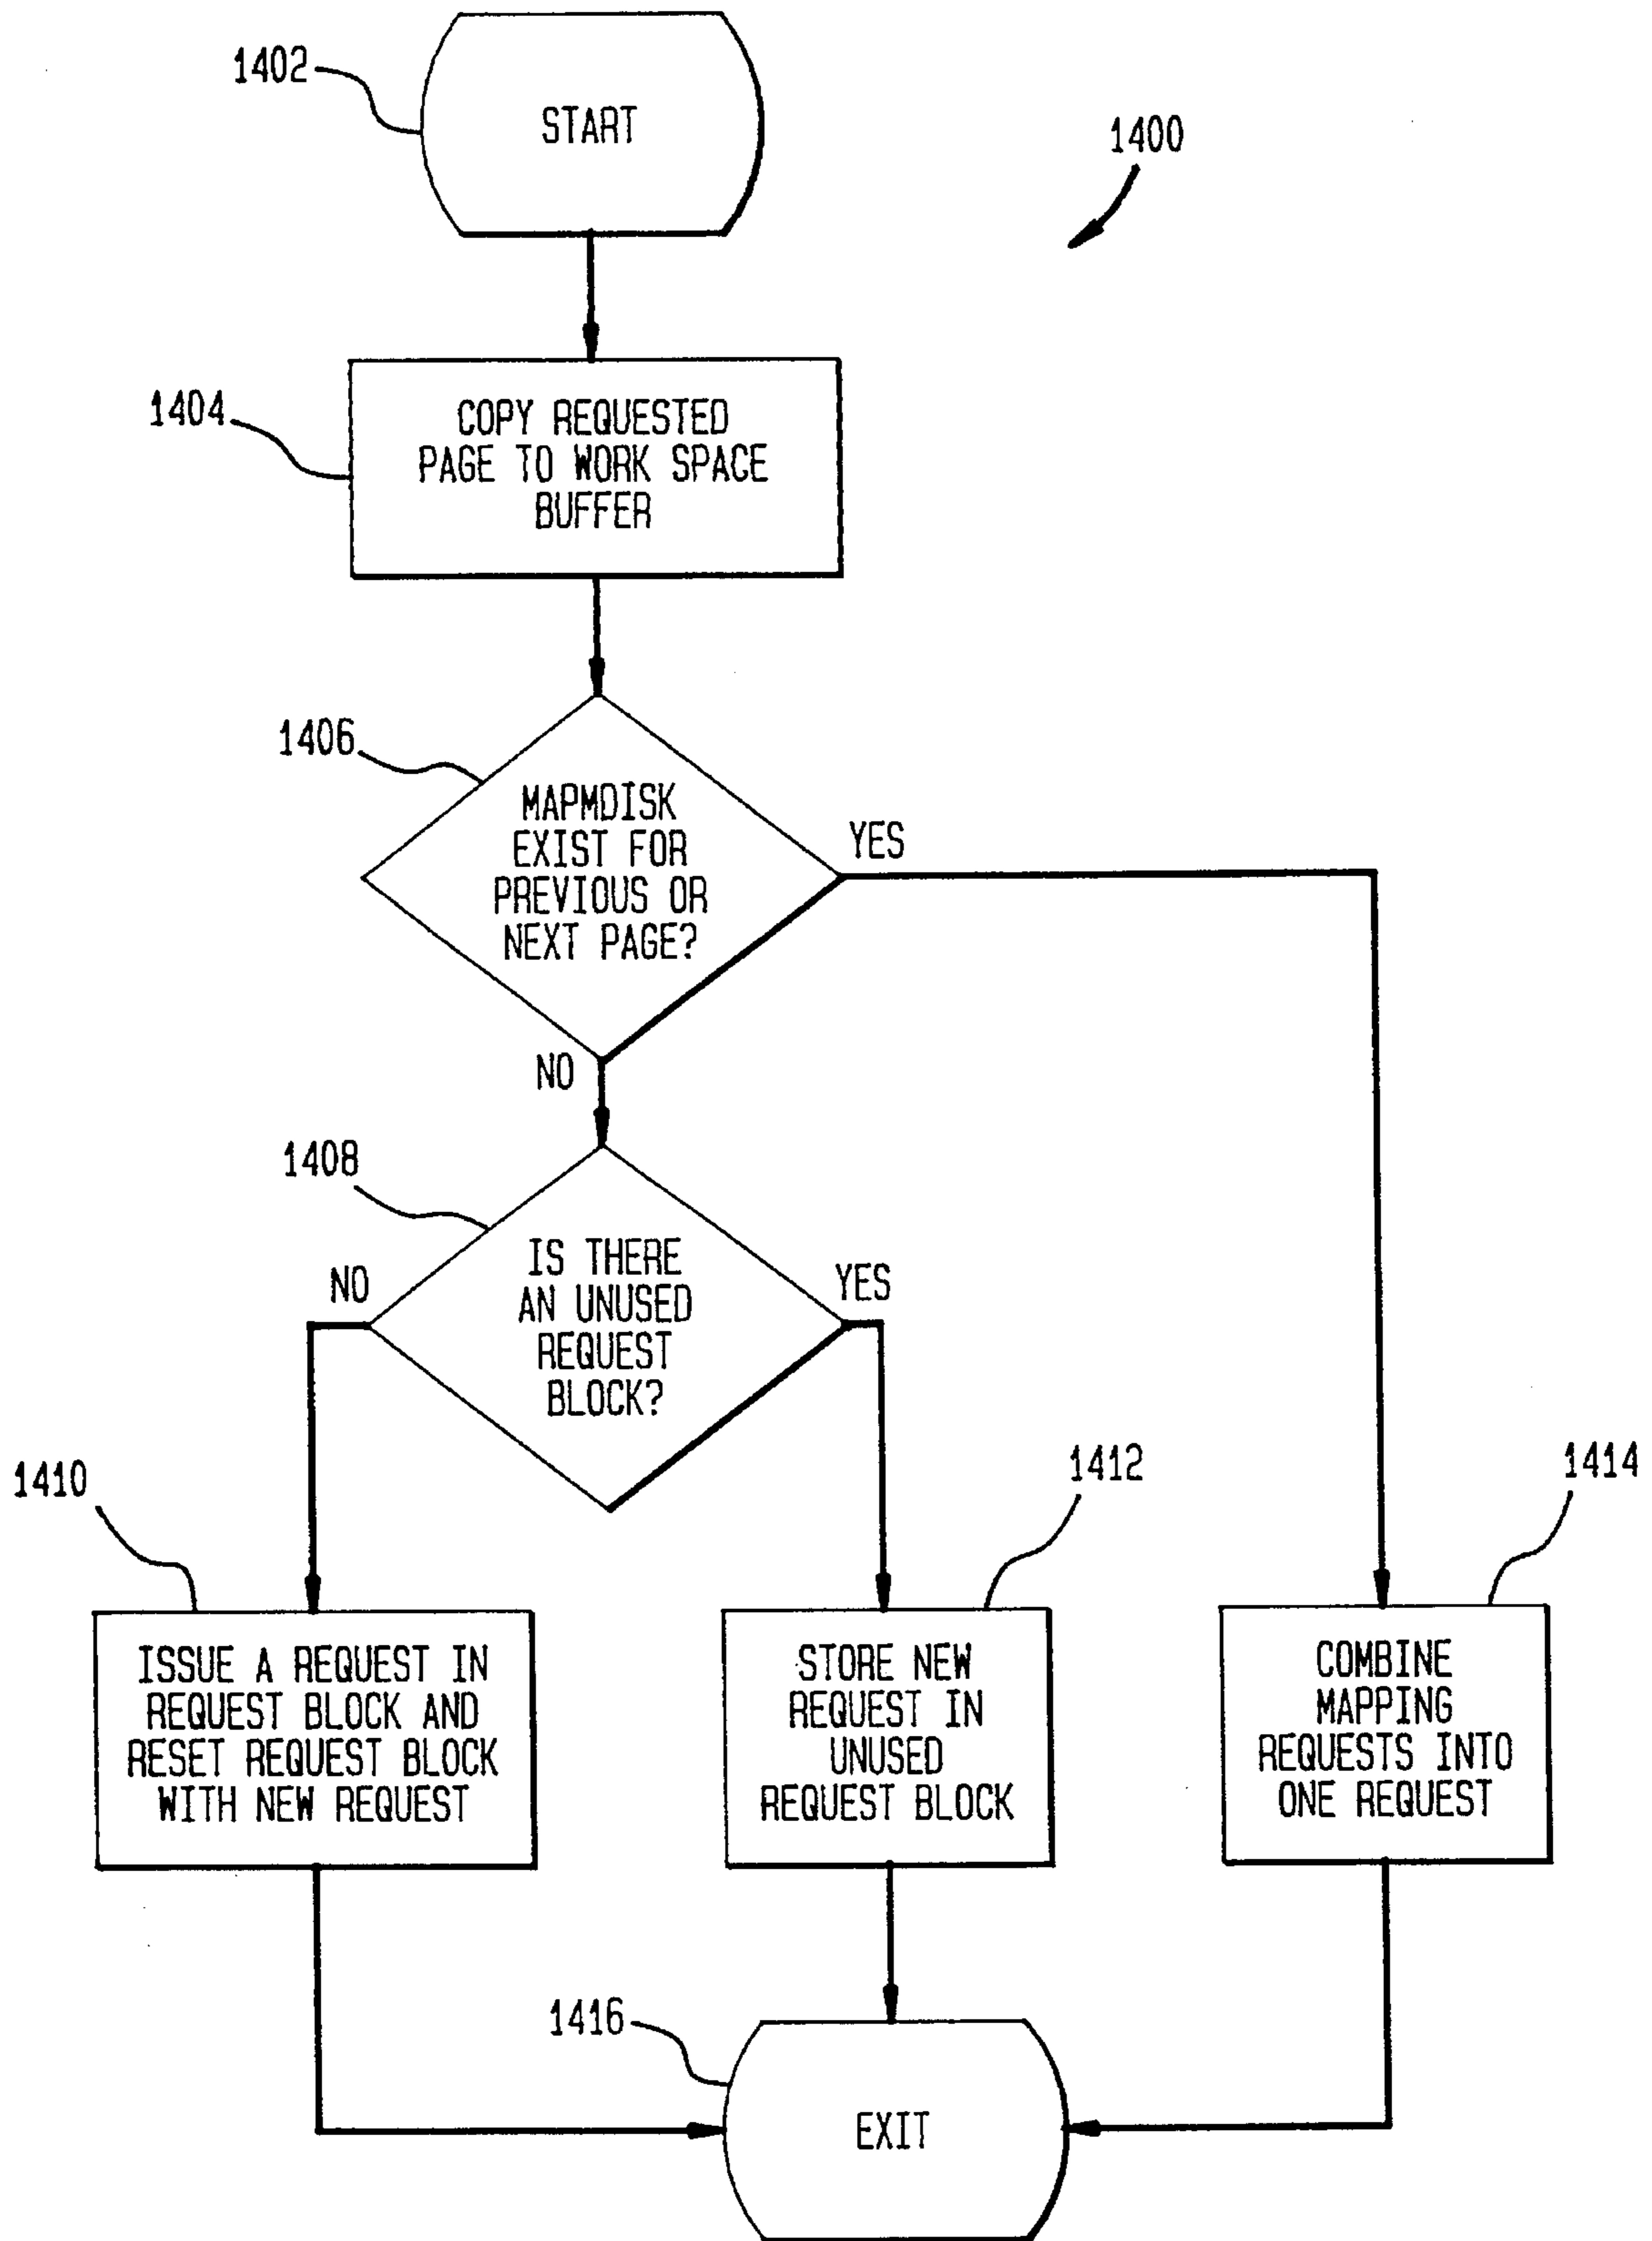 1402
START
1400
1404
COPY REQUESTED
PAGE TO WORK SPACE
BUFFER
1406
MAPMDISK
EXIST FOR
PREVIOUS OR
NEXT PAGE?
YES
NO
1408
IS THERE
AN UNUSED
REQUEST
BLOCK?
NO
YES
1410
1412
1414
ISSUE A REQUEST IN
REQUEST BLOCK AND
RESET REQUEST BLOCK
WITH NEW REQUEST
STORE NEW
REQUEST IN
UNUSED
REQUEST BLOCK
COMBINE
MAPPING
REQUESTS INTO
ONE REQUEST
1416
EXIT